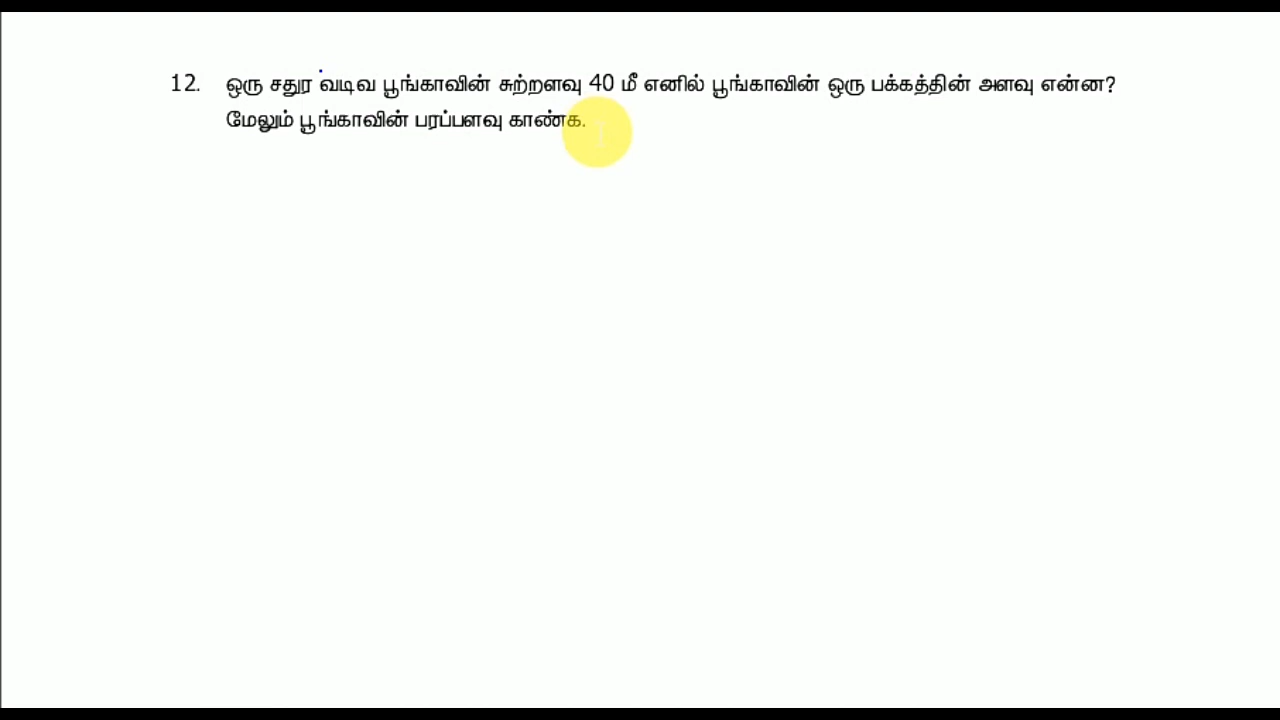 12. ஒரு சதுர வடிவ பூங்காவின் சுற்றளவு 40 மீ எனில் பூங்காவின் ஒரு பக்கத்தின் அளவு என்ன?
மேலும் பூங்காவின் பரப்பளவு காண்க.